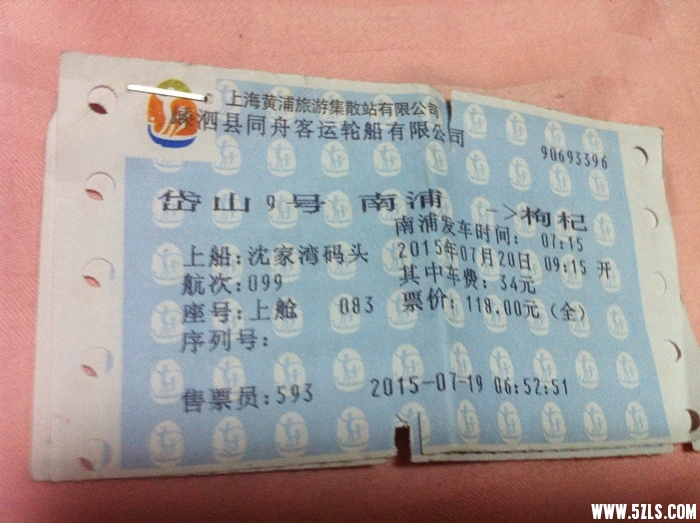 上海黄浦旅游集散站有限公司
嵊泗县同舟客运轮船有限公司
90693396
岱山9号 南浦 -->枸杞
南浦发车时间: 07:15
上船:沈家湾码头 2015年07月20日 09:15 开
航次:099 其中车费:34元
座号:上舱 083 票价:118.00元(全)
序列号:
售票员:593 2015-07-19 06:52:51
WWW.5ZLS.COM